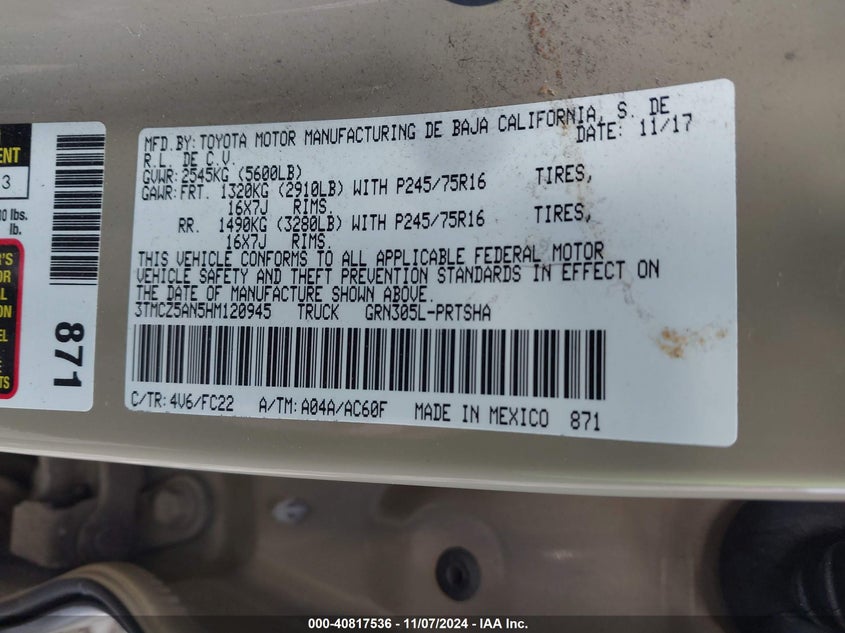 MFD.BY:TOYOTA MOTOR MANUFACTURING DE BAJA CALIFORNIA, S. DE
R.L. DE C.V. DATE: 11/17
GVWR:2545KG (5600LB)
GAWR:FRT. 1320KG (2910LB) WITH P245/75R16 TIRES,
16X7J RIMS.
RR. 1490KG (3280LB) WITH P245/75R16 TIRES,
16X7J RIMS.
THIS VEHICLE CONFORMS TO ALL APPLICABLE FEDERAL MOTOR
VEHICLE SAFETY AND THEFT PREVENTION STANDARDS IN EFFECT ON
THE DATE OF MANUFACTURE SHOWN ABOVE.
3TMCZ5AN5HM120945 TRUCK GRN305L-PRTSHA
C/TR:4V6/FC22 A/TM:A04A/AC60F MADE IN MEXICO 871
871
3
lb.
000-40817536 - 11/07/2024 - IAA Inc.